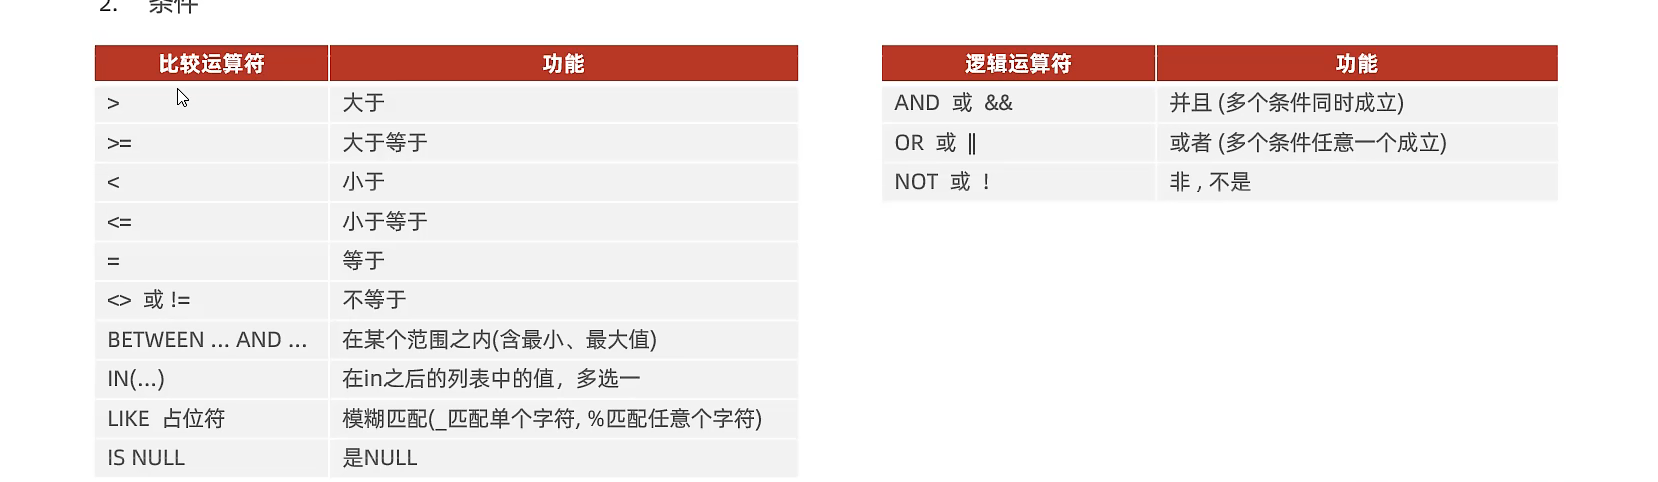 2. 条件
比较运算符 功能
> 大于
>= 大于等于
< 小于
<= 小于等于
= 等于
<> 或 != 不等于
BETWEEN ... AND ... 在某个范围之内(含最小、最大值)
IN(...) 在in之后的列表中的值，多选一
LIKE 占位符 模糊匹配(_匹配单个字符, %匹配任意个字符)
IS NULL 是NULL
逻辑运算符 功能
AND 或 && 并且 (多个条件同时成立)
OR 或 || 或者 (多个条件任意一个成立)
NOT 或 ! 非 , 不是